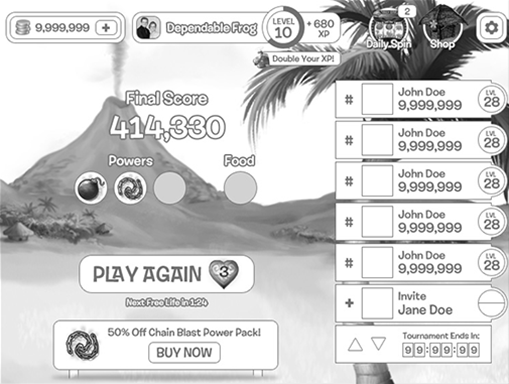 9,999,999 +
Dependable Frog
LEVEL
10
+680
XP
2
Daily Spin
Shop
Double Your XP!
Final Score
414,330
Powers
Food
PLAY AGAIN 3
Next Free Life in 1:24
50% Off Chain Blast Power Pack!
BUY NOW
# John Doe
9,999,999
LVL
28
# John Doe
9,999,999
LVL
28
# John Doe
9,999,999
LVL
28
# John Doe
9,999,999
LVL
28
# John Doe
9,999,999
LVL
28
+ Invite
Jane Doe
Tournament Ends In:
99:99:99